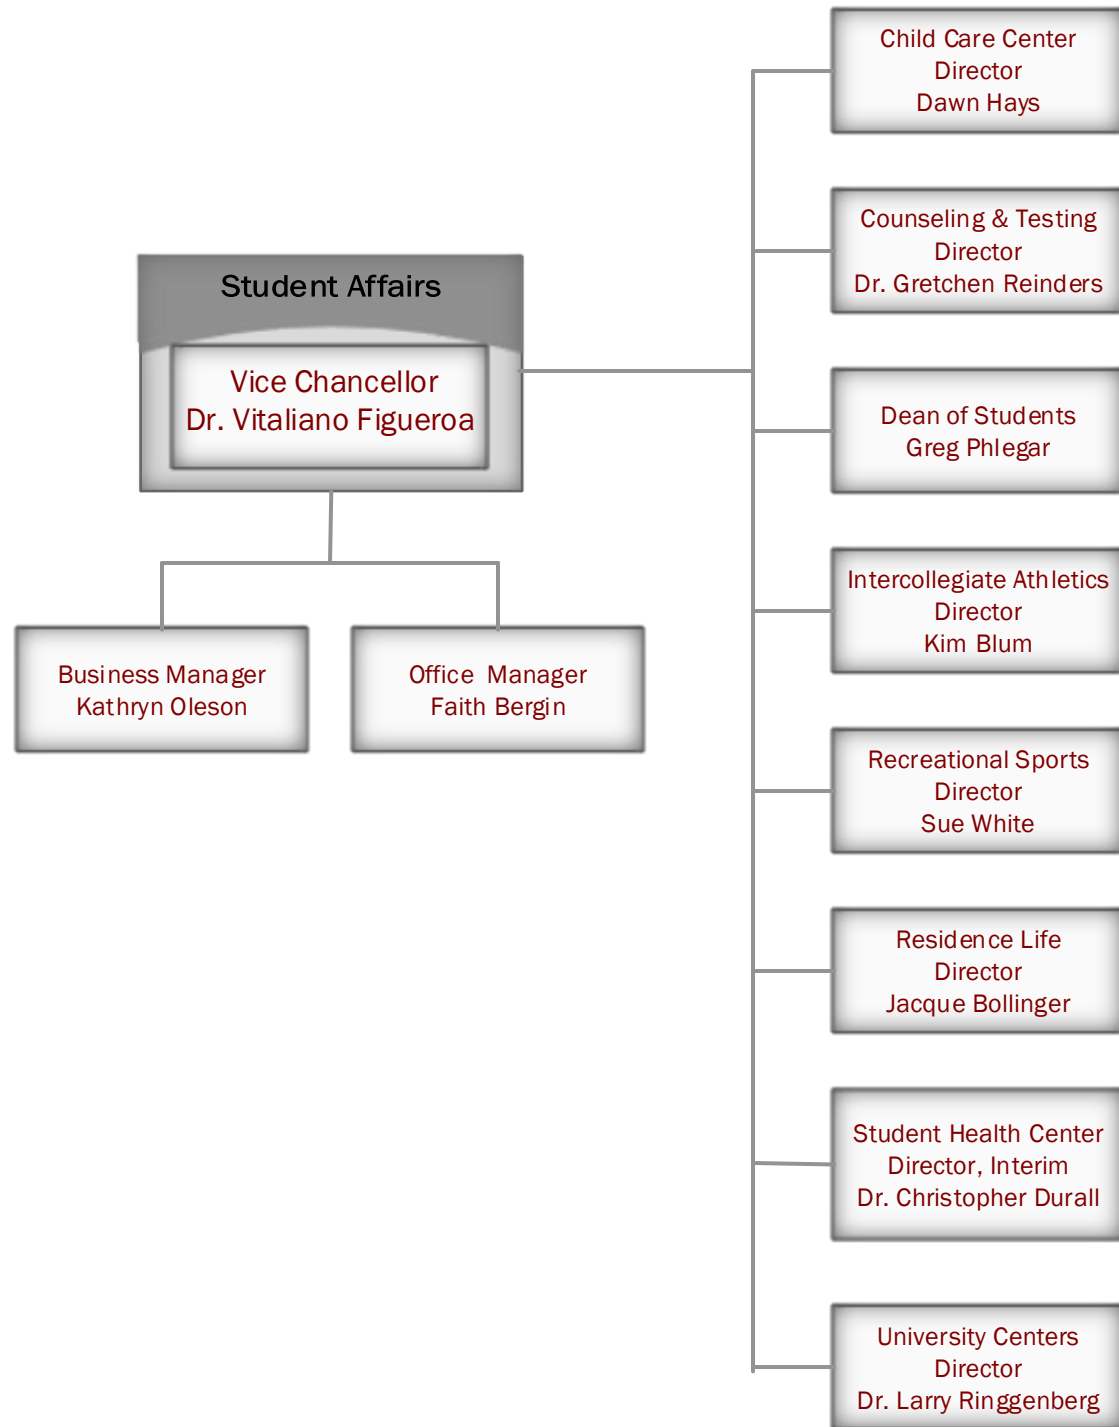 Student Affairs
Vice Chancellor
Dr. Vitaliano Figueroa
Business Manager
Kathryn Oleson
Office Manager
Faith Bergin
Child Care Center
Director
Dawn Hays
Counseling & Testing
Director
Dr. Gretchen Reinders
Dean of Students
Greg Phlegar
Intercollegiate Athletics
Director
Kim Blum
Recreational Sports
Director
Sue White
Residence Life
Director
Jacque Bollinger
Student Health Center
Director, Interim
Dr. Christopher Durall
University Centers
Director
Dr. Larry Ringgenberg